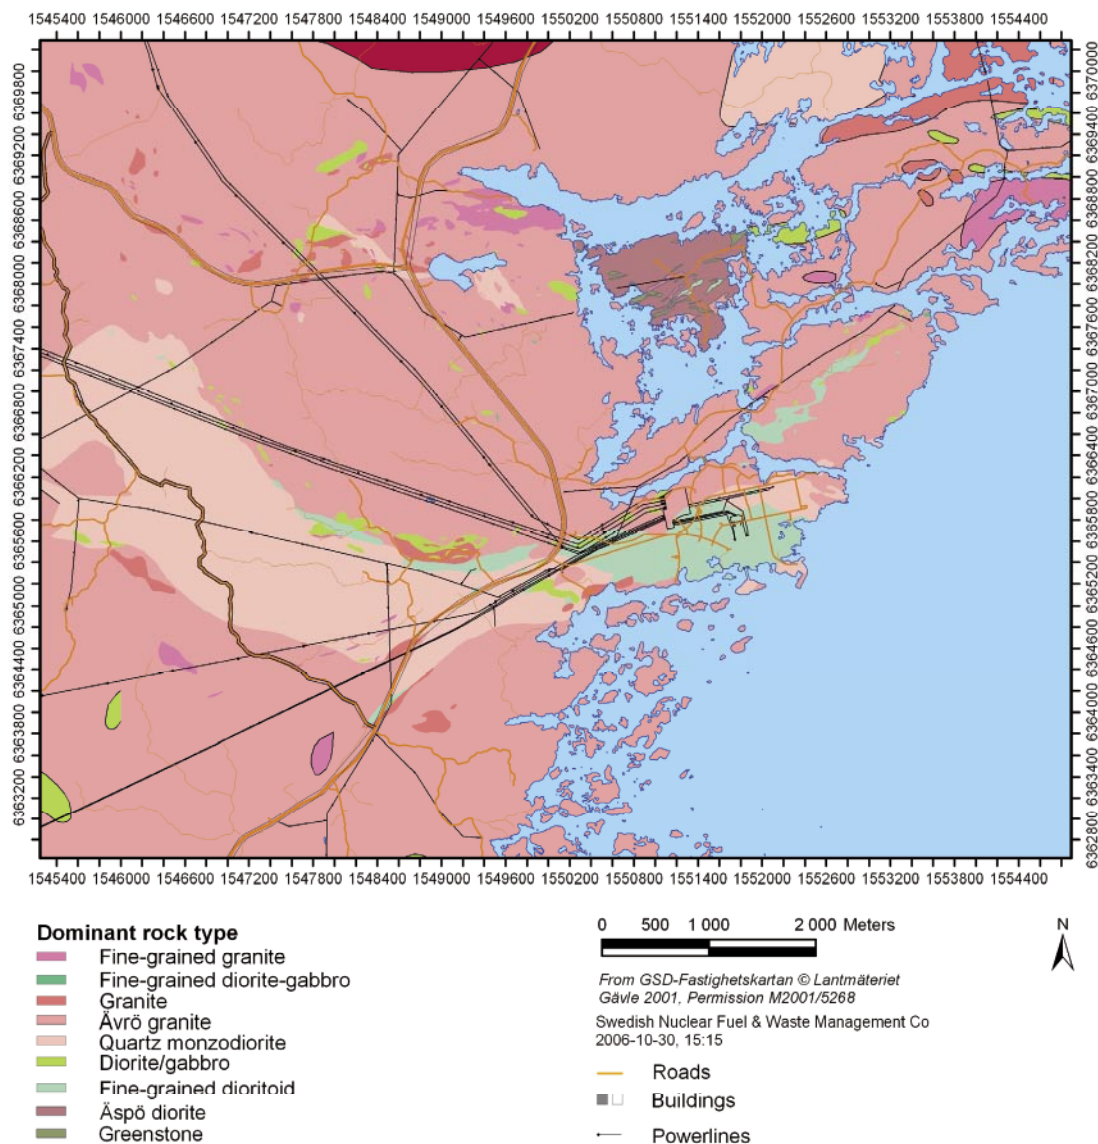 1545400 1546000 1546600 1547200 1547800 1548400 1549000 1549600 1550200 1550800 1551400 1552000 1552600 1553200 1553800 1554400
6369800
6369200
6368600
6368000
6367400
6366800
6366200
6365600
6365000
6364400
6363800
6363200
6370000
6369400
6368800
6368200
6367600
6367000
6366400
6365800
6365200
6364600
6364000
6363400
6362800
1545400 1546000 1546600 1547200 1547800 1548400 1549000 1549600 1550200 1550800 1551400 1552000 1552600 1553200 1553800 1554400
Dominant rock type
Fine-grained granite
Fine-grained diorite-gabbro
Granite
Ävrö granite
Quartz monzodiorite
Diorite/gabbro
Fine-grained dioritoid
Äspö diorite
Greenstone
0 500 1 000 2 000 Meters
From GSD-Fastighetskartan © Lantmäteriet
Gävle 2001, Permission M2001/5268
Swedish Nuclear Fuel & Waste Management Co
2006-10-30, 15:15
Roads
Buildings
Powerlines
N